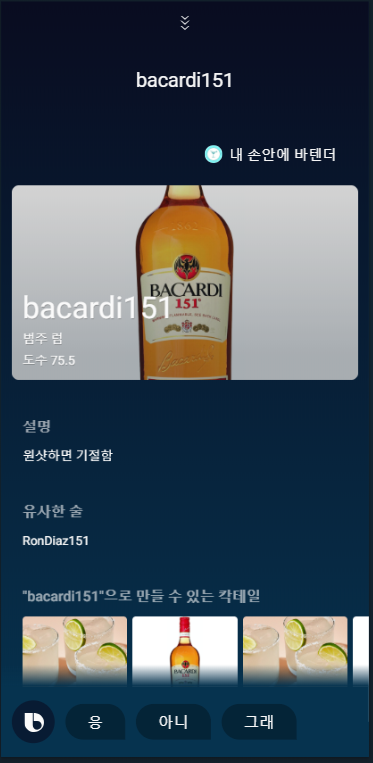 bacardi151
내 손안에 바텐더
BACARDI
151°
bacardi151
범주 럼
도수 75.5
설명
원샷하면 기절함
유사한 술
RonDiaz151
"bacardi151"으로 만들 수 있는 칵테일
응
아니
그래